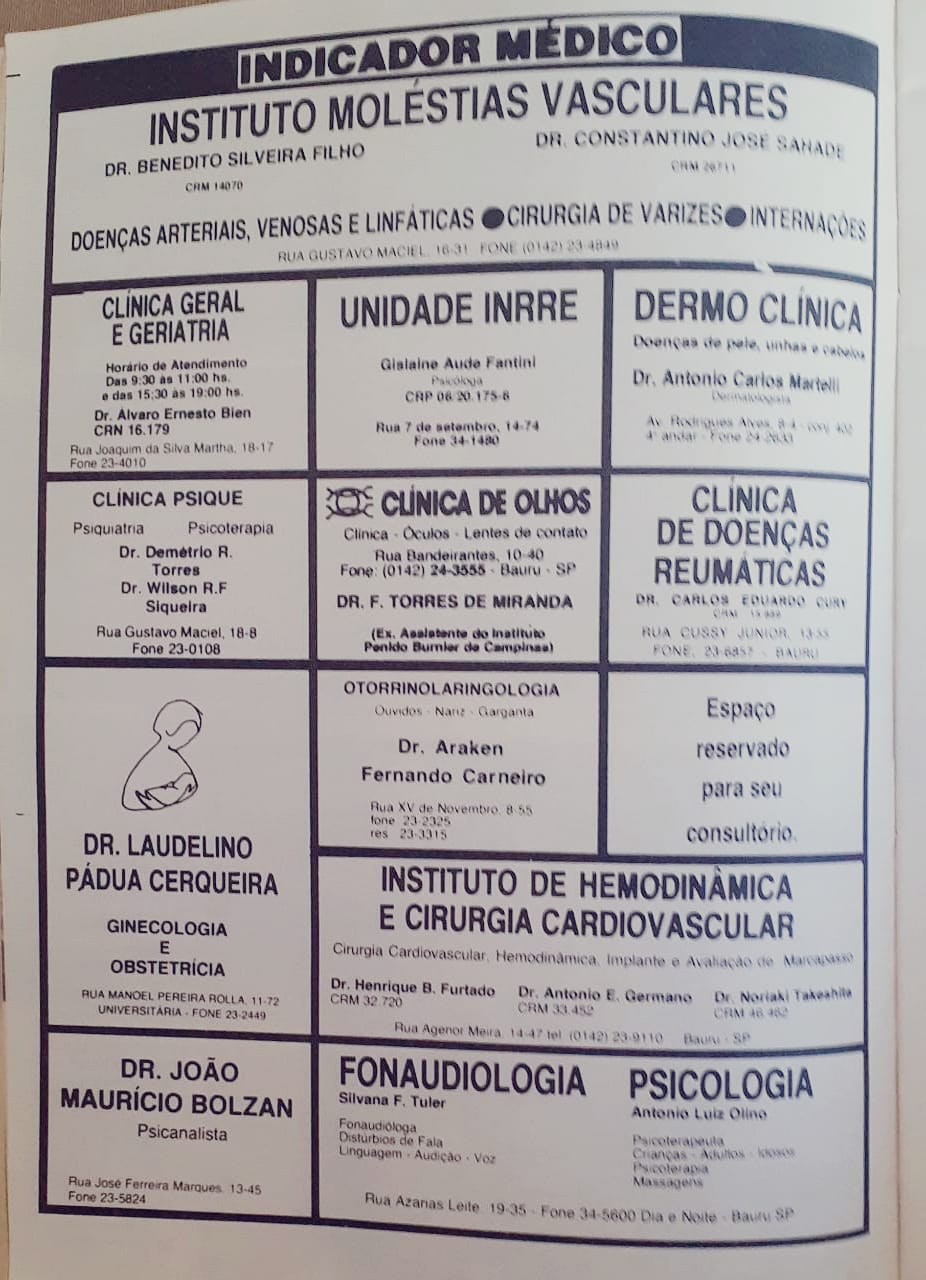 INDICADOR MÉDICO
INSTITUTO MOLÉSTIAS VASCULARES
DR. BENEDITO SILVEIRA FILHO
CRM 14070
DR. CONSTANTINO JOSÉ SAHADE
CRM 26711
DOENÇAS ARTERIAIS, VENOSAS E LINFÁTICAS ● CIRURGIA DE VARIZES ● INTERNAÇÕES
RUA GUSTAVO MACIEL, 16-31 FONE (0142) 23-4849
CLÍNICA GERAL
E GERIATRIA
Horário de Atendimento
Das 9:30 às 11:00 hs.
e das 15:30 às 19:00 hs.
Dr. Álvaro Ernesto Bien
CRN 16.179
Rua Joaquim da Silva Martha, 18-17
Fone 23-4010
UNIDADE INRRE
Gislaine Aude Fantini
Psicóloga
CRP 06.20.175-8
Rua 7 de setembro, 14-74
Fone 34-1480
DERMO CLÍNICA
Doenças de pele, unhas e cabelos
Dr. Antonio Carlos Martelli
Dermatologista
Av. Rodrigues Alves, 8-4 - conj. 402
4º andar - Fone 24-2633
CLÍNICA PSIQUE
Psiquiatria Psicoterapia
Dr. Demétrio R.
Torres
Dr. Wilson R.F
Siqueira
Rua Gustavo Maciel, 18-8
Fone 23-0108
CLÍNICA DE OLHOS
Clínica - Óculos - Lentes de contato
Rua Bandeirantes, 10-40
Fone: (0142) 24-3555 - Bauru - SP
DR. F. TORRES DE MIRANDA
(Ex. Assistente do Instituto
Penido Burnier de Campinas)
CLÍNICA
DE DOENÇAS
REUMÁTICAS
DR. CARLOS EDUARDO CURY
CRM
RUA CUSSY JUNIOR, 13-55
FONE. 23-6857 - BAURU
DR. LAUDELINO
PÁDUA CERQUEIRA
GINECOLOGIA
E
OBSTETRÍCIA
RUA MANOEL PEREIRA ROLLA, 11-72
UNIVERSITÁRIA - FONE 23-2449
OTORRINOLARINGOLOGIA
Ouvidos - Nariz - Garganta
Dr. Araken
Fernando Carneiro
Rua XV de Novembro, 8-55
fone 23-2325
res 23-3315
Espaço
reservado
para seu
consultório.
INSTITUTO DE HEMODINÂMICA
E CIRURGIA CARDIOVASCULAR
Cirurgia Cardiovascular, Hemodinâmica, Implante e Avaliação de Marcapasso
Dr. Henrique B. Furtado
CRM 32.720
Dr. Antonio E. Germano
CRM 33.452
Dr. Noriaki Takeshita
CRM 46.462
Rua Agenor Meira, 14-47 tel. (0142) 23-9110 Bauru - SP
DR. JOÃO
MAURÍCIO BOLZAN
Psicanalista
Rua José Ferreira Marques, 13-45
Fone 23-5824
FONAUDIOLOGIA
Silvana F. Tuler
Fonaudióloga
Distúrbios de Fala
Linguagem - Audição - Voz
PSICOLOGIA
Antonio Luiz Olino
Psicoterapeuta
Crianças - Adultos - Idosos
Psicoterapia
Massagens
Rua Azarias Leite 19-35 - Fone 34-5600 Dia e Noite - Bauru SP